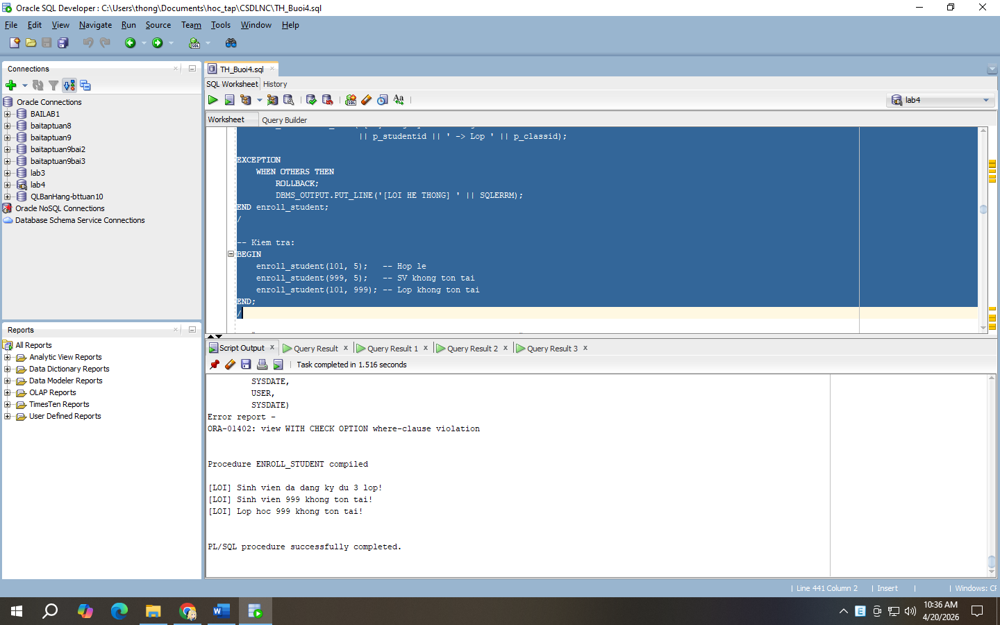 Oracle SQL Developer : C:\Users\thong\Documents\hoc_tap\CSDLNC\TH_Buoi4.sql
File Edit View Navigate Run Source Team Tools Window Help
Connections
Oracle Connections
BAILAB1
baitaptuan8
baitaptuan9
baitaptuan9bai2
baitaptuan9bai3
lab3
lab4
QLBanHang-bttuan10
Oracle NoSQL Connections
Database Schema Service Connections
Reports
All Reports
Analytic View Reports
Data Dictionary Reports
Data Modeler Reports
OLAP Reports
TimesTen Reports
User Defined Reports
TH_Buoi4.sql
SQL Worksheet History
lab4
Worksheet Query Builder
|| p_studentid || ' -> Lop ' || p_classid);
EXCEPTION
WHEN OTHERS THEN
ROLLBACK;
DBMS_OUTPUT.PUT_LINE('[LOI HE THONG] ' || SQLERRM);
END enroll_student;
/
-- Kiem tra:
BEGIN
enroll_student(101, 5); -- Hop le
enroll_student(999, 5); -- SV khong ton tai
enroll_student(101, 999); -- Lop khong ton tai
END;
/
Script Output Query Result Query Result 1 Query Result 2 Query Result 3
Task completed in 1.516 seconds
SYSDATE,
USER,
SYSDATE)
Error report -
ORA-01402: view WITH CHECK OPTION where-clause violation
Procedure ENROLL_STUDENT compiled
[LOI] Sinh vien da dang ky du 3 lop!
[LOI] Sinh vien 999 khong ton tai!
[LOI] Lop hoc 999 khong ton tai!
PL/SQL procedure successfully completed.
Line 441 Column 2 Insert Windows: CF
10:36 AM
4/20/2026